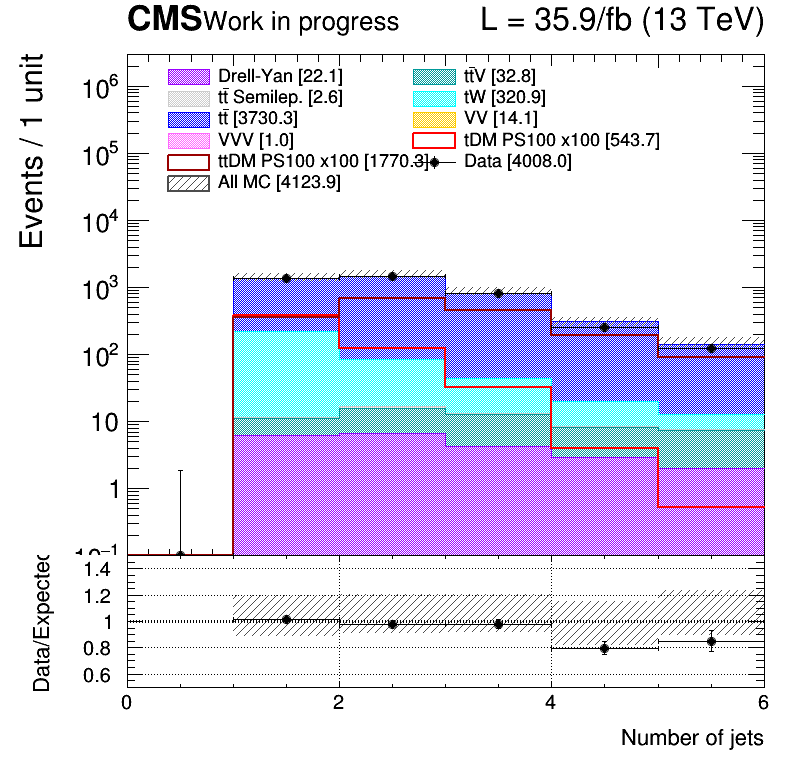 CMS Work in progress L = 35.9/fb (13 TeV)
Events / 1 unit
Drell-Yan [22.1] tt̄V [32.8]
tt̄ Semilep. [2.6] tW [320.9]
tt̄ [3730.3] VV [14.1]
VVV [1.0] tDM PS100 x100 [543.7]
ttDM PS100 x100 [1770.3] Data [4008.0]
All MC [4123.9]
10⁶
10⁵
10⁴
10³
10²
10
1
10⁻¹
Data/Expected
1.4
1.2
1
0.8
0.6
0 2 4 6
Number of jets